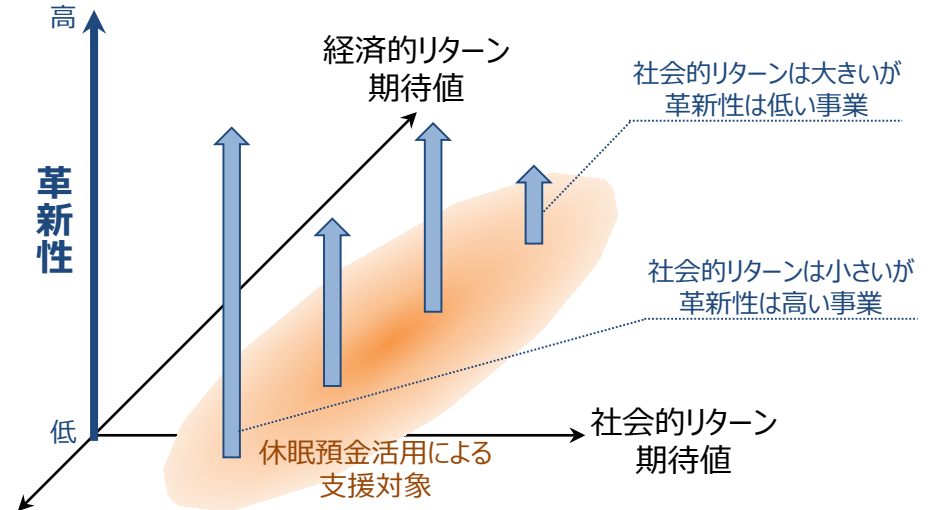 高
経済的リターン
期待値
社会的リターンは大きいが
革新性は低い事業
革新性
社会的リターンは小さいが
革新性は高い事業
低
社会的リターン
期待値
休眠預金活用による
支援対象